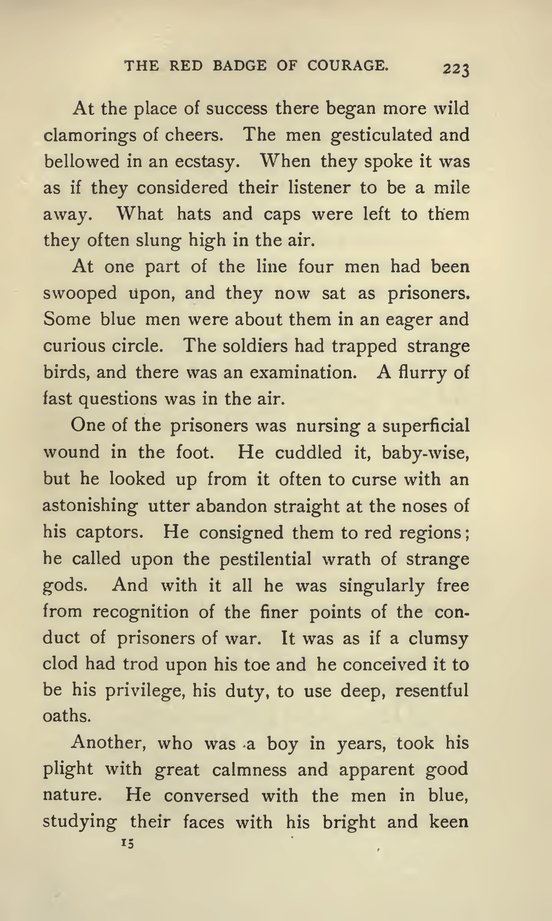 THE RED BADGE OF COURAGE. 223
At the place of success there began more wild
clamorings of cheers. The men gesticulated and
bellowed in an ecstasy. When they spoke it was
as if they considered their listener to be a mile
away. What hats and caps were left to them
they often slung high in the air.
At one part of the line four men had been
swooped upon, and they now sat as prisoners.
Some blue men were about them in an eager and
curious circle. The soldiers had trapped strange
birds, and there was an examination. A flurry of
fast questions was in the air.
One of the prisoners was nursing a superficial
wound in the foot. He cuddled it, baby-wise,
but he looked up from it often to curse with an
astonishing utter abandon straight at the noses of
his captors. He consigned them to red regions;
he called upon the pestilential wrath of strange
gods. And with it all he was singularly free
from recognition of the finer points of the con-
duct of prisoners of war. It was as if a clumsy
clod had trod upon his toe and he conceived it to
be his privilege, his duty, to use deep, resentful
oaths.
Another, who was a boy in years, took his
plight with great calmness and apparent good
nature. He conversed with the men in blue,
studying their faces with his bright and keen
15